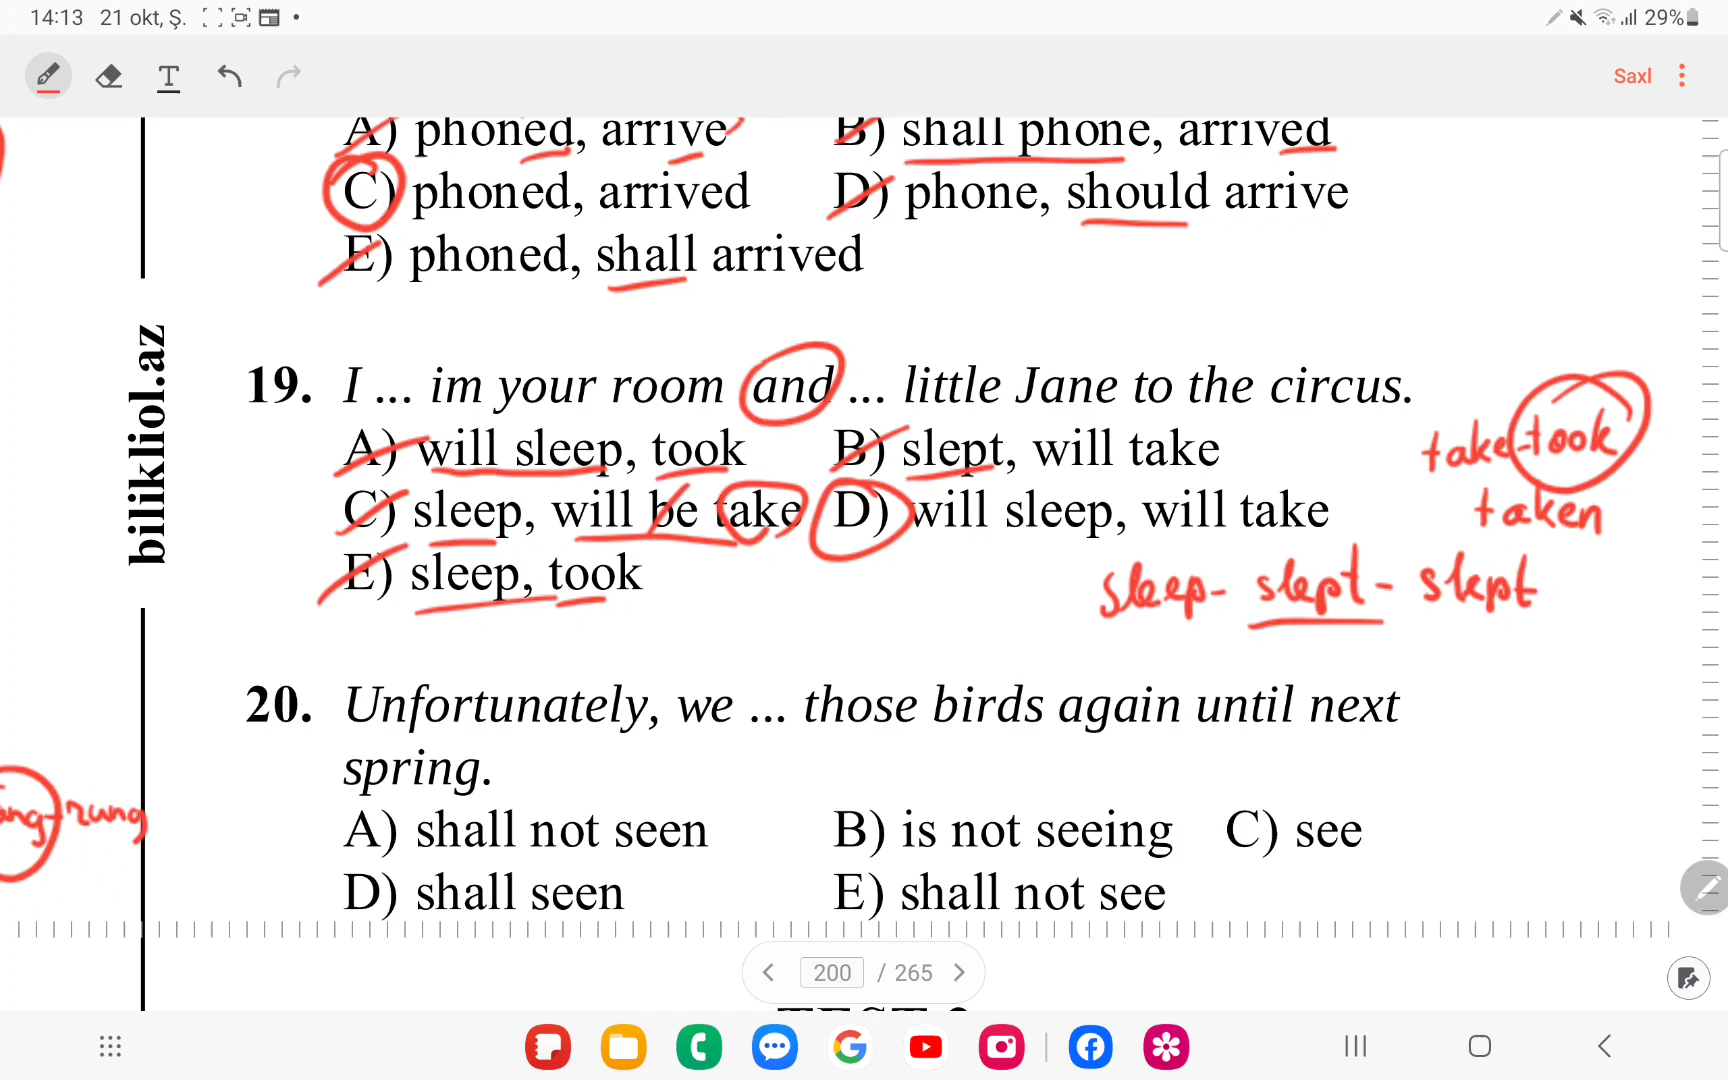 14:13 21 okt, Ş. 29%
Saxl
A) phoned, arrive B) shall phone, arrived
C) phoned, arrived D) phone, should arrive
E) phoned, shall arrived
bilikliol.az
19. I ... im your room and ... little Jane to the circus.
A) will sleep, took B) slept, will take
C) sleep, will be take D) will sleep, will take
E) sleep, took
take-took
taken
sleep- slept- slept
20. Unfortunately, we ... those birds again until next
spring.
A) shall not seen B) is not seeing C) see
D) shall seen E) shall not see
rung
200 / 265